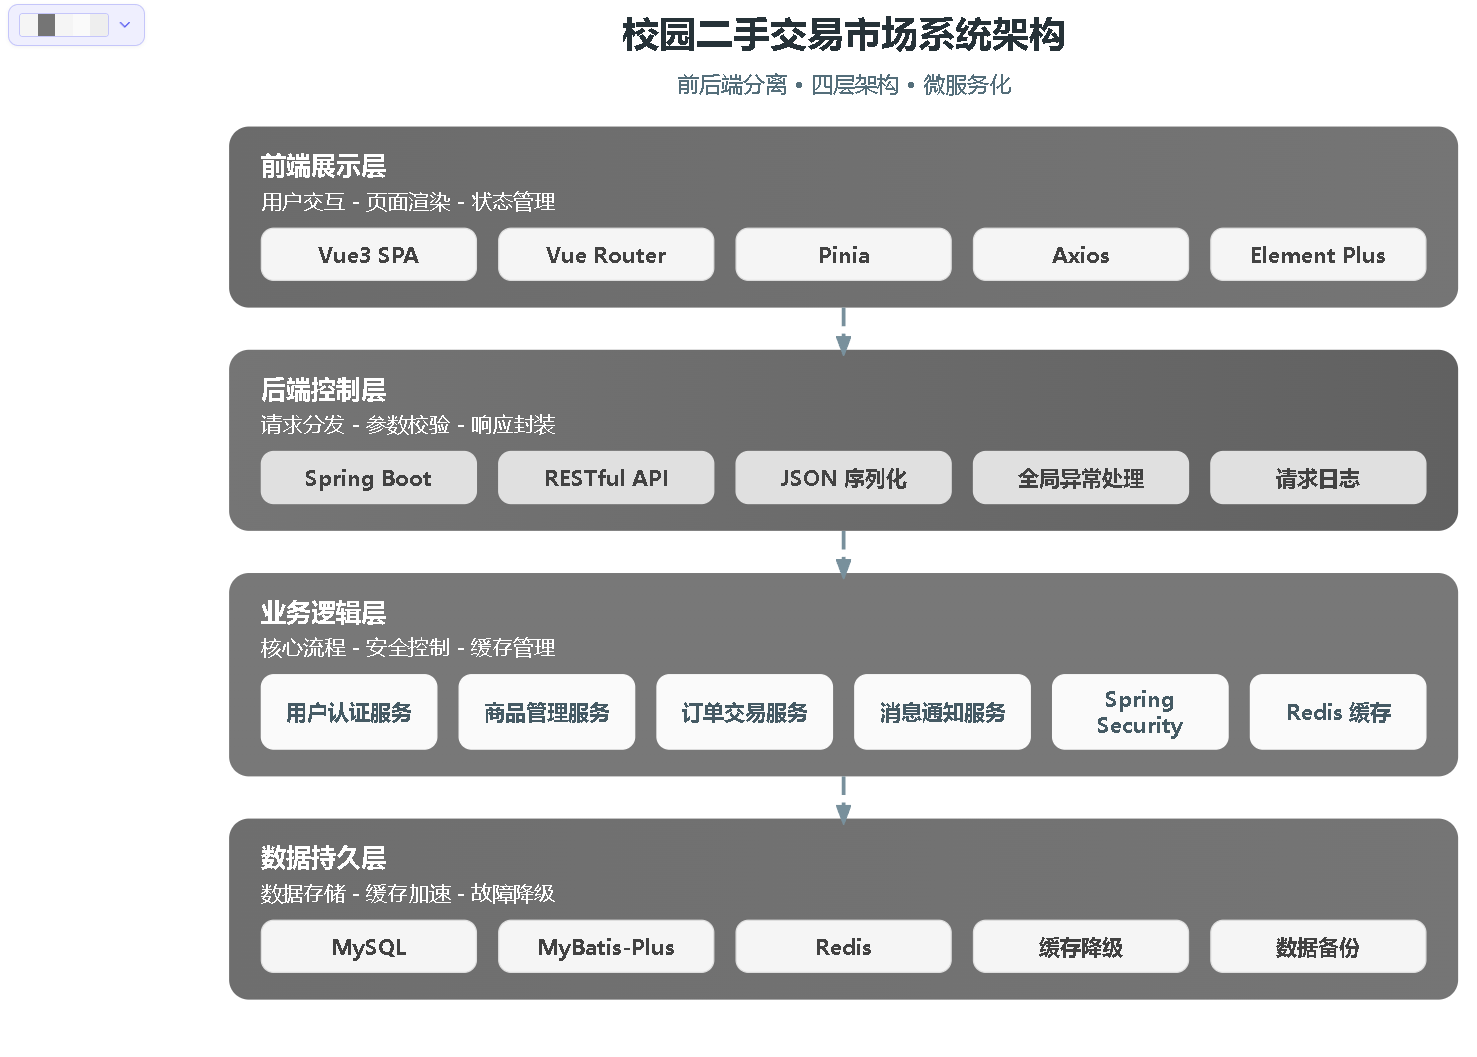 校园二手交易市场系统架构
前后端分离 • 四层架构 • 微服务化
前端展示层
用户交互 - 页面渲染 - 状态管理
Vue3 SPA
Vue Router
Pinia
Axios
Element Plus
后端控制层
请求分发 - 参数校验 - 响应封装
Spring Boot
RESTful API
JSON 序列化
全局异常处理
请求日志
业务逻辑层
核心流程 - 安全控制 - 缓存管理
用户认证服务
商品管理服务
订单交易服务
消息通知服务
Spring
Security
Redis 缓存
数据持久层
数据存储 - 缓存加速 - 故障降级
MySQL
MyBatis-Plus
Redis
缓存降级
数据备份